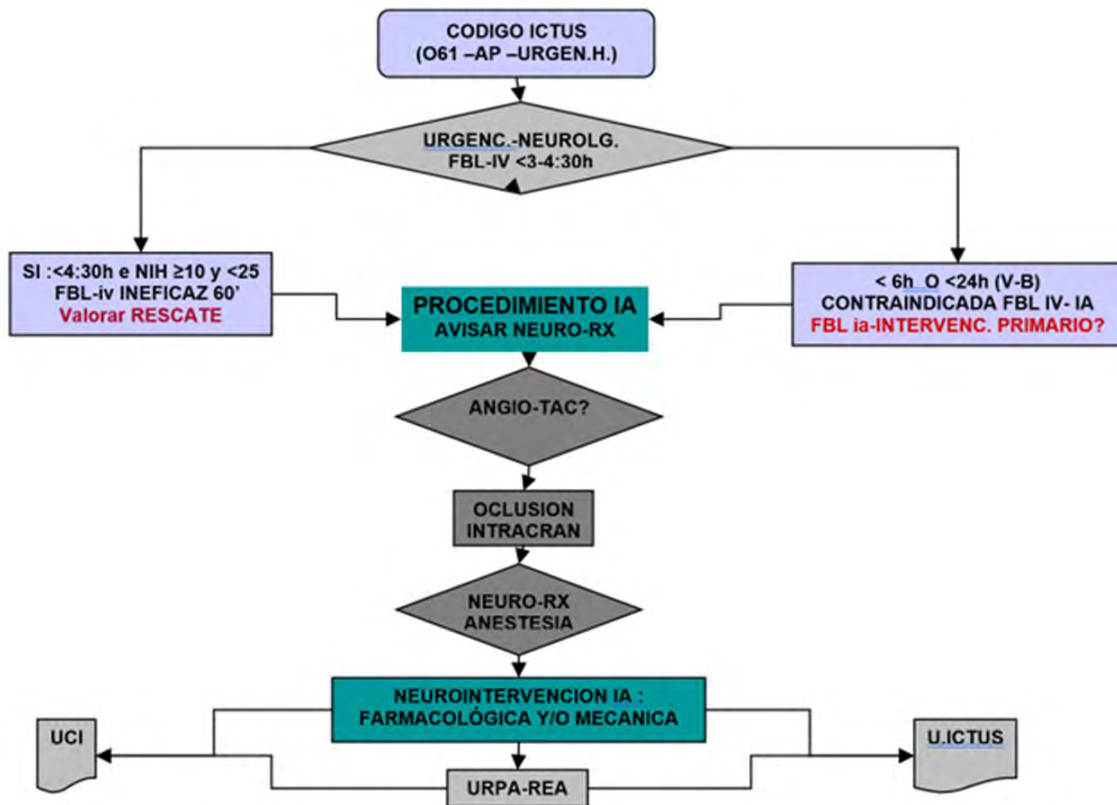 CODIGO ICTUS
(O61 –AP –URGEN.H.)
URGENC.-NEUROLG.
FBL-IV <3-4:30h
SI :<4:30h e NIH ≥10 y <25
FBL-iv INEFICAZ 60’
Valorar RESCATE
< 6h O <24h (V-B)
CONTRAINDICADA FBL IV- IA
FBL ia-INTERVENC. PRIMARIO?
PROCEDIMIENTO IA
AVISAR NEURO-RX
ANGIO-TAC?
OCLUSION
INTRACRAN
NEURO-RX
ANESTESIA
NEUROINTERVENCION IA :
FARMACOLÓGICA Y/O MECANICA
UCI
U.ICTUS
URPA-REA